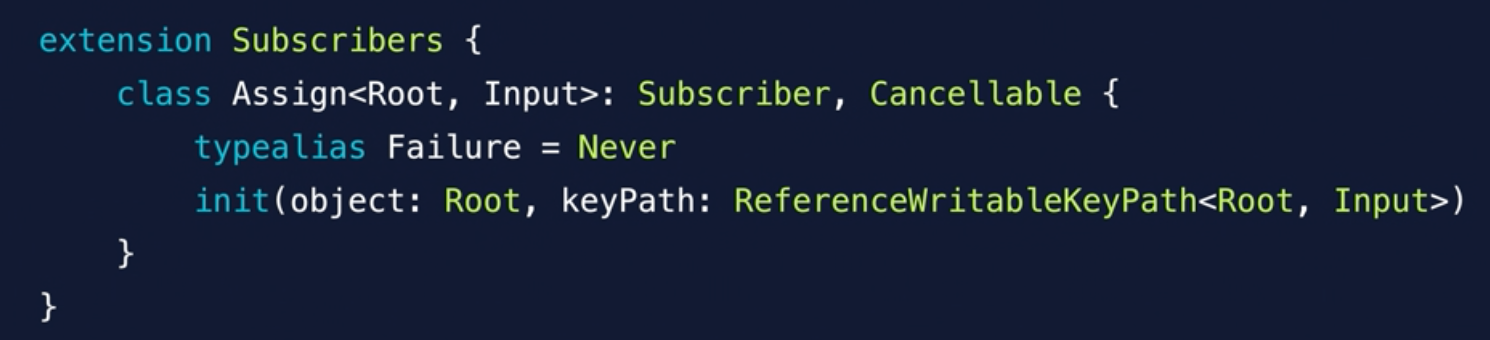 extension Subscribers {
    class Assign<Root, Input>: Subscriber, Cancellable {
        typealias Failure = Never
        init(object: Root, keyPath: ReferenceWritableKeyPath<Root, Input>)
    }
}